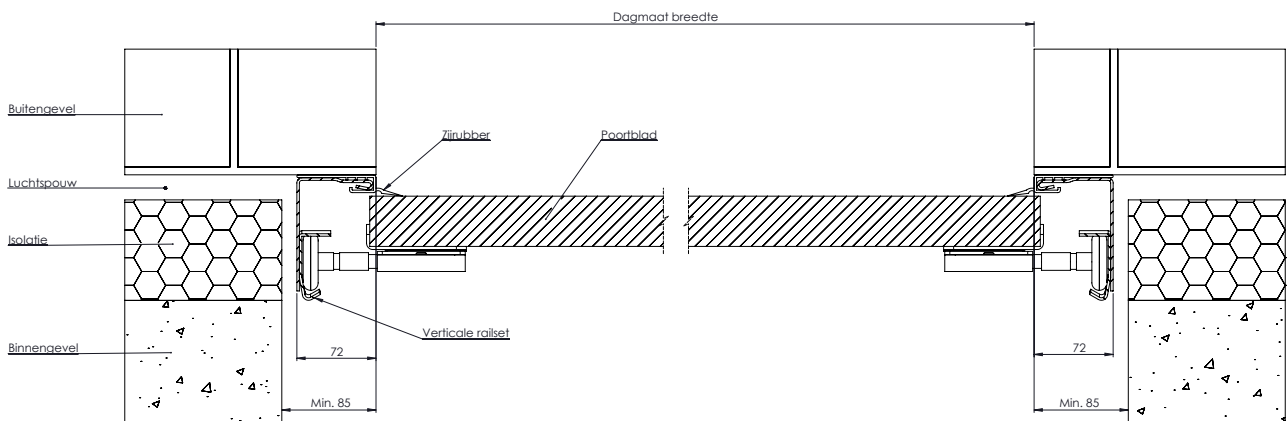 Dagmaat breedte
Buitengevel
Zijrubber
Poortblad
Luchtspouw
Isolatie
Verticale railset
Binnengevel
72
72
Min. 85
Min. 85